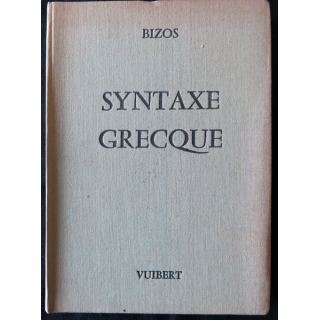 BIZOS
SYNTAXE
GRECQUE
VUIBERT